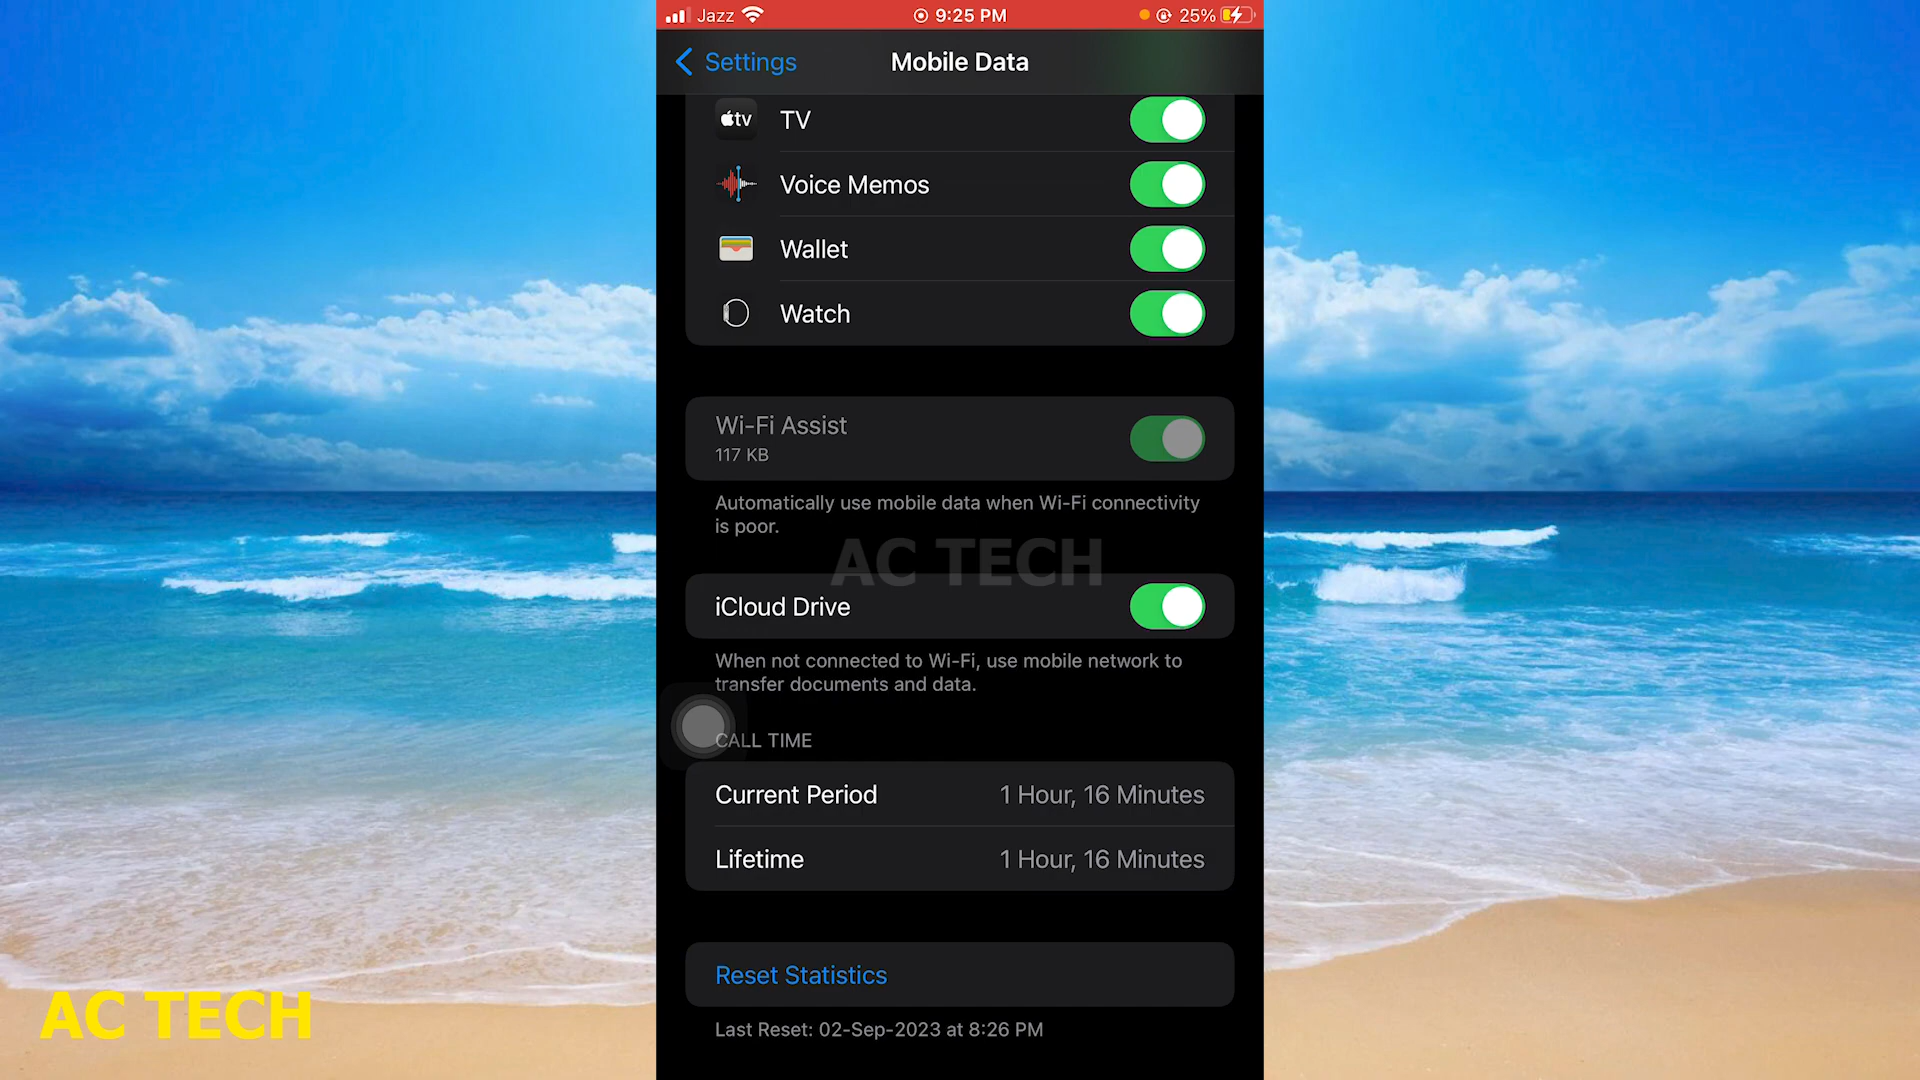 Jazz 9:25 PM 25%
Settings Mobile Data
tv TV
Voice Memos
Wallet
Watch
Wi-Fi Assist
117 KB
Automatically use mobile data when Wi-Fi connectivity
is poor.
AC TECH
iCloud Drive
When not connected to Wi-Fi, use mobile network to
transfer documents and data.
CALL TIME
Current Period 1 Hour, 16 Minutes
Lifetime 1 Hour, 16 Minutes
Reset Statistics
Last Reset: 02-Sep-2023 at 8:26 PM
AC TECH